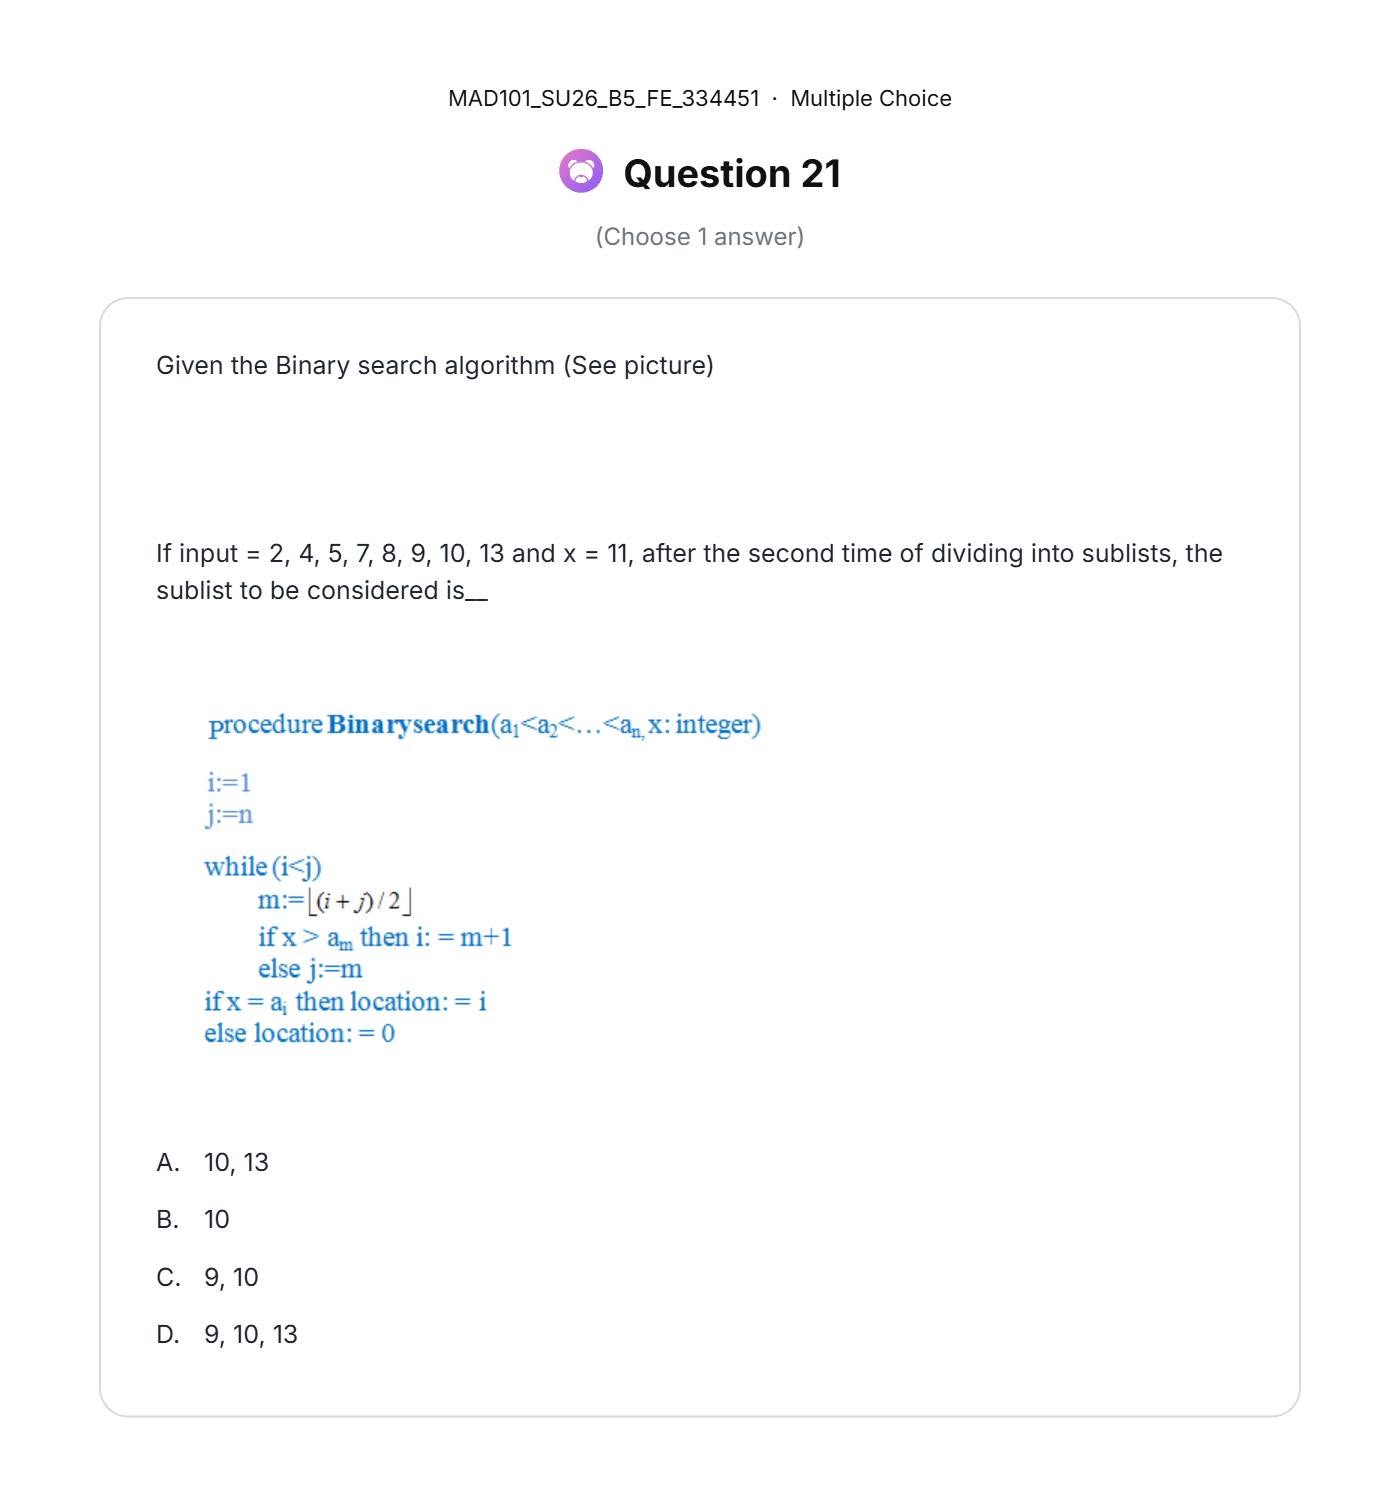 MAD101_SU26_B5_FE_334451 · Multiple Choice
Question 21
(Choose 1 answer)
Given the Binary search algorithm (See picture)
If input = 2, 4, 5, 7, 8, 9, 10, 13 and x = 11, after the second time of dividing into sublists, the
sublist to be considered is__
procedure Binarysearch(a₁<a₂<…<aₙ, x: integer)
i:=1
j:=n
while (i<j)
m:=⌊(i + j)/2⌋
if x > aₘ then i: = m+1
else j:=m
if x = aᵢ then location: = i
else location: = 0
A. 10, 13
B. 10
C. 9, 10
D. 9, 10, 13